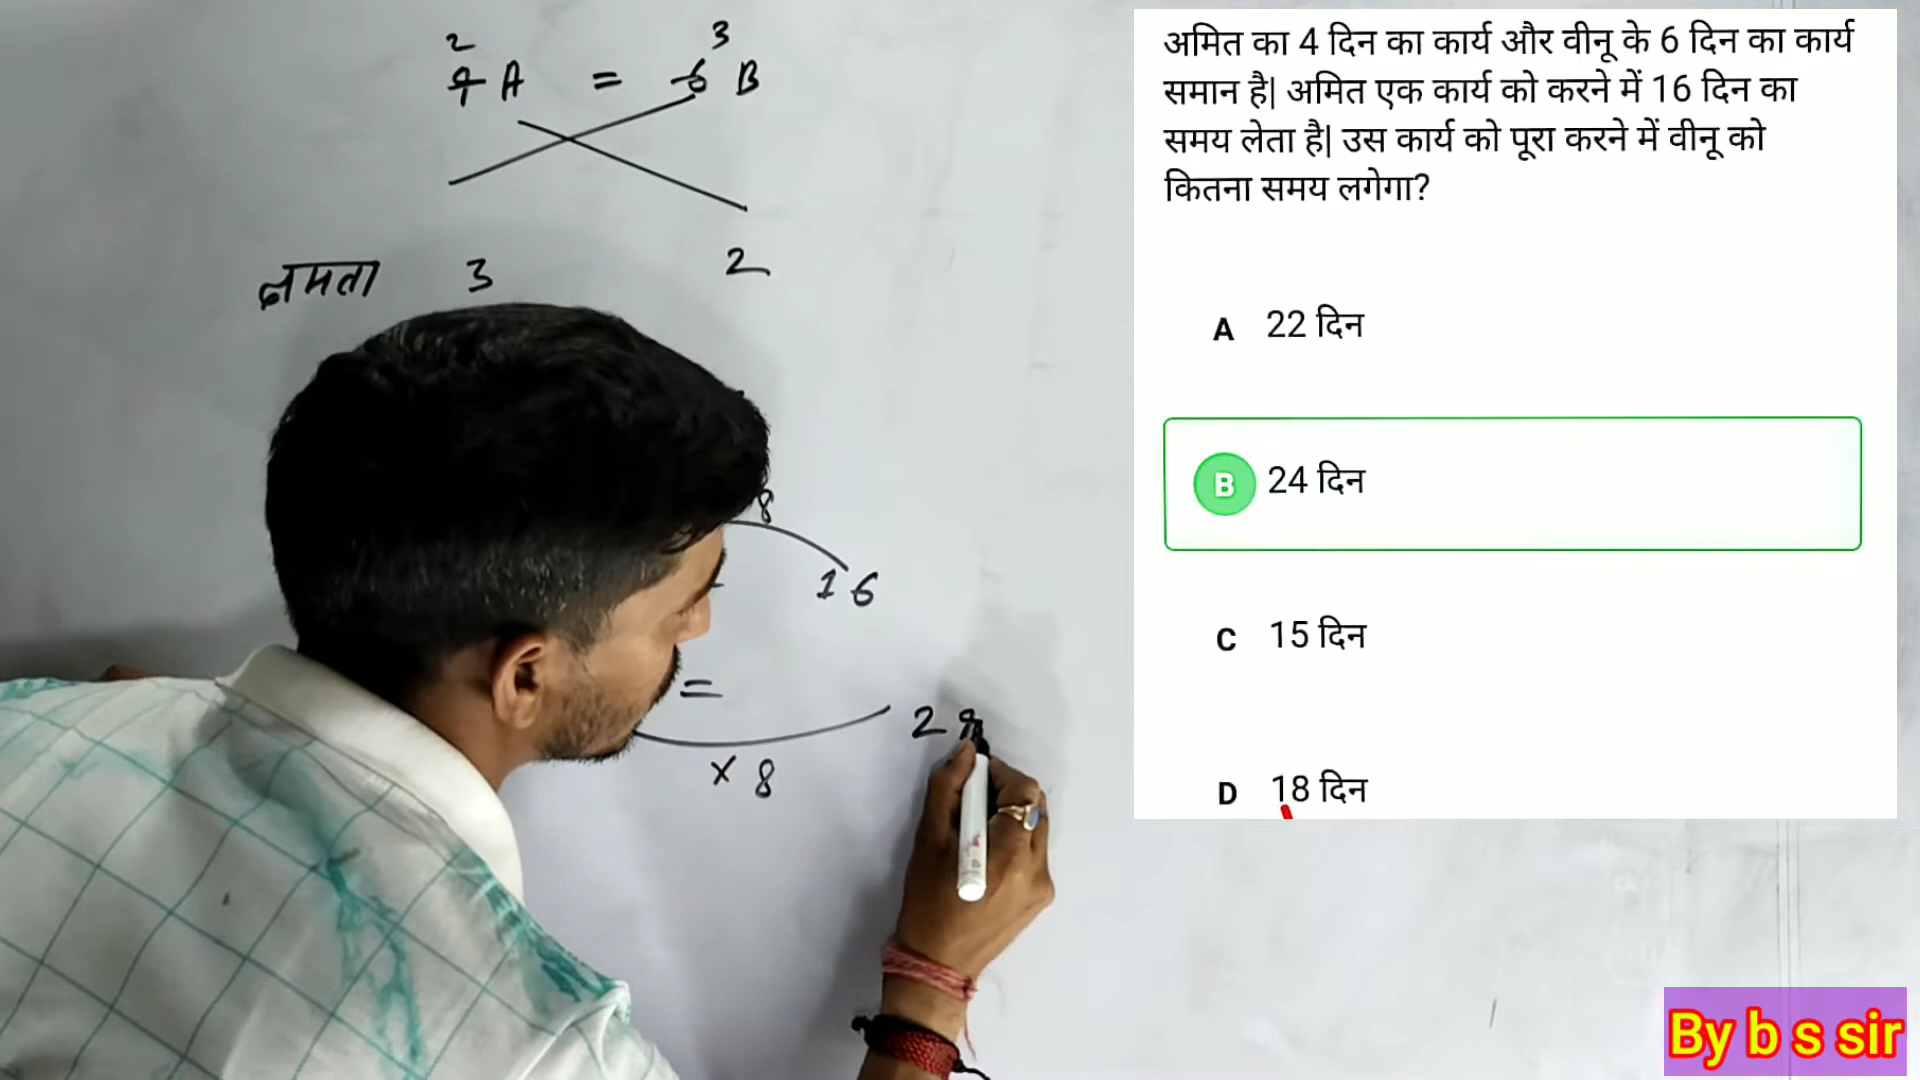 2 3
4 A = 6 B
क्षमता 3 2
8
16
=
× 8
24
अमित का 4 दिन का कार्य और वीनू के 6 दिन का कार्य
समान है| अमित एक कार्य को करने में 16 दिन का
समय लेता है| उस कार्य को पूरा करने में वीनू को
कितना समय लगेगा?
A 22 दिन
B 24 दिन
C 15 दिन
D 18 दिन
By b s sir